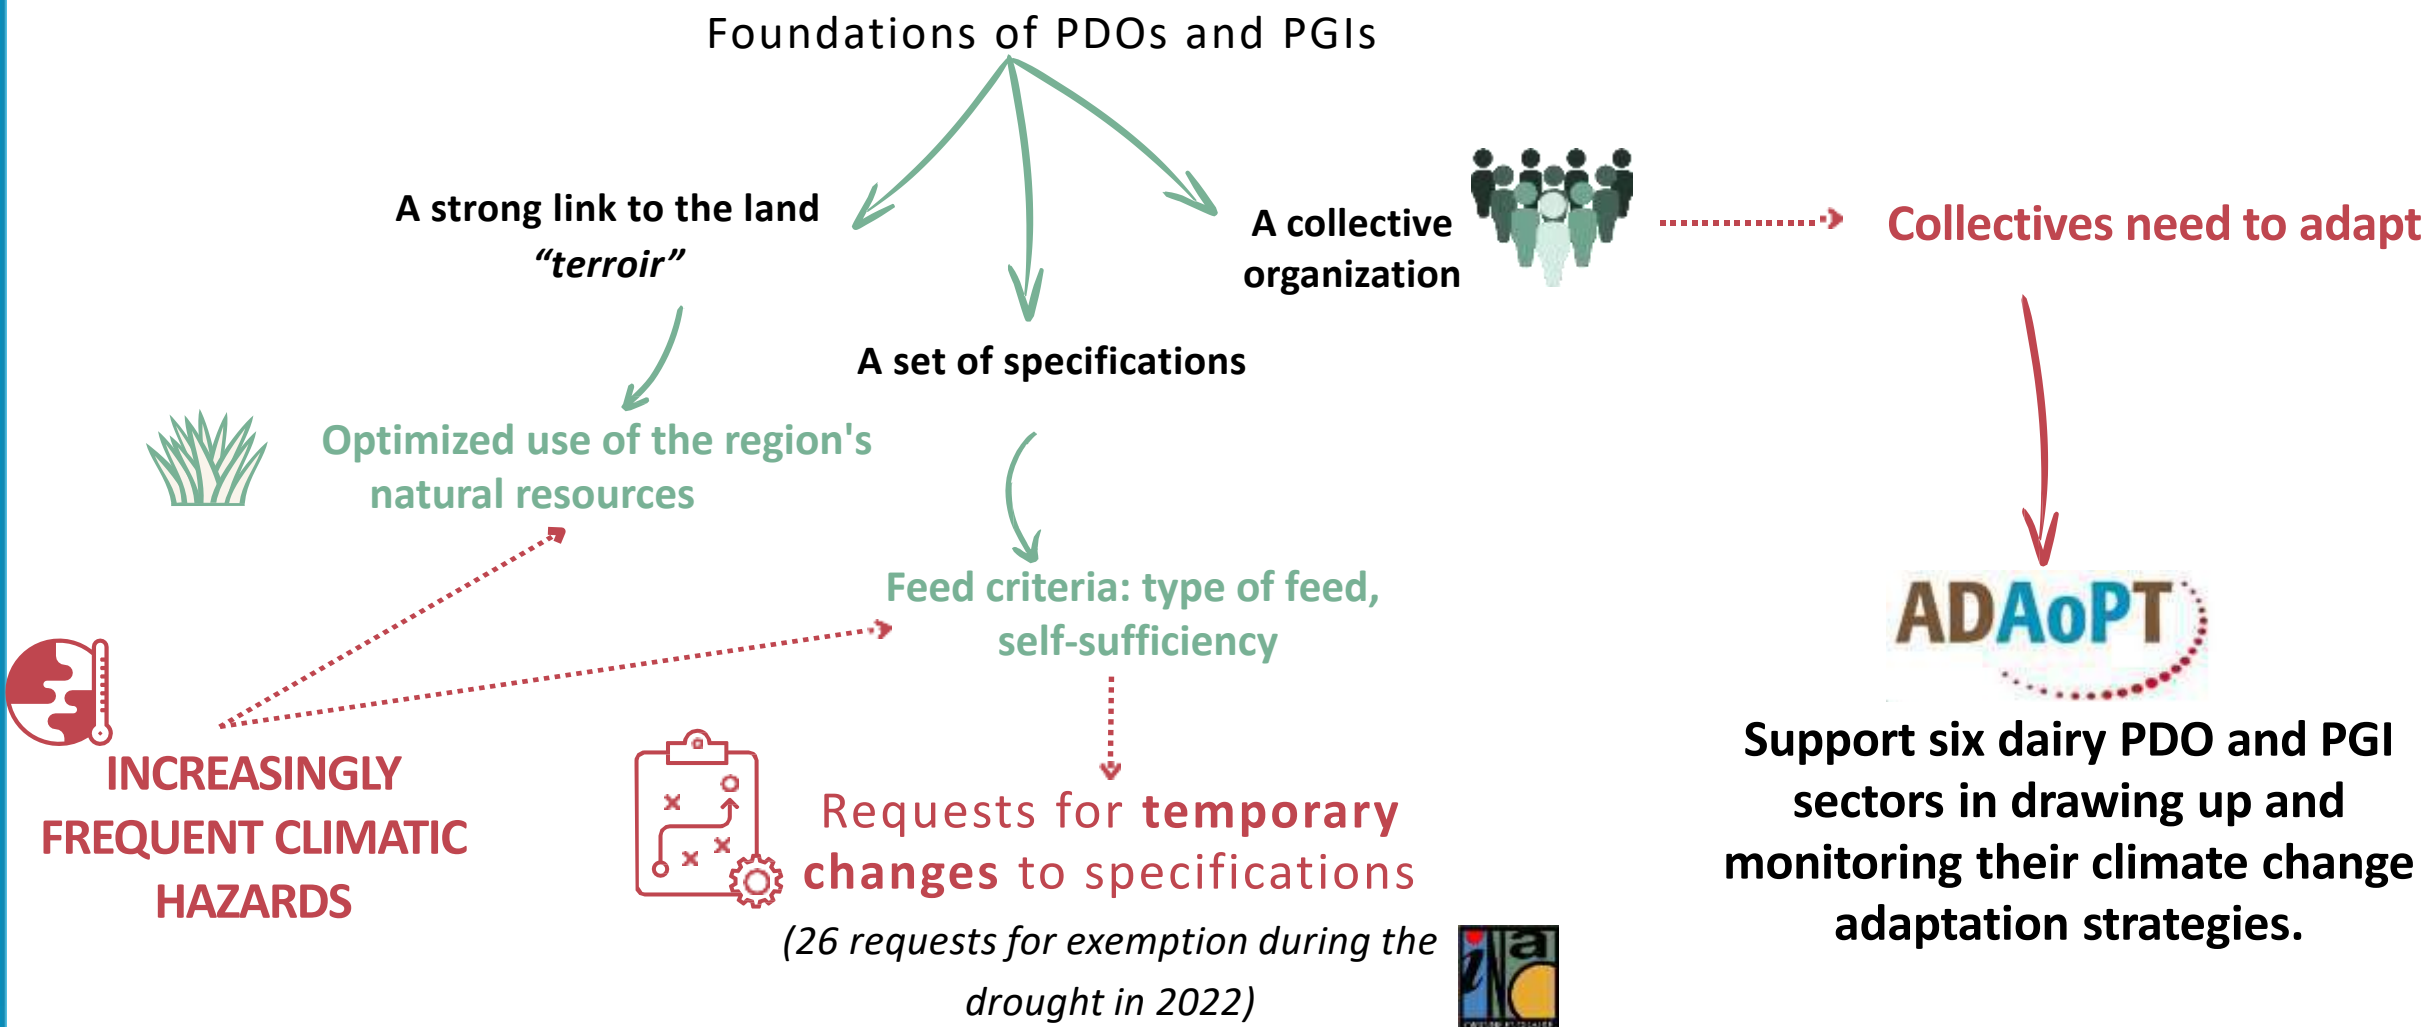 Foundations of PDOs and PGIs
A strong link to the land
“terroir”
A collective
organization
Collectives need to adapt
A set of specifications
Optimized use of the region's
natural resources
Feed criteria: type of feed,
self-sufficiency
ADAoPT
INCREASINGLY
FREQUENT CLIMATIC
HAZARDS
Requests for temporary
changes to specifications
(26 requests for exemption during the
drought in 2022)
iNaO
Support six dairy PDO and PGI
sectors in drawing up and
monitoring their climate change
adaptation strategies.